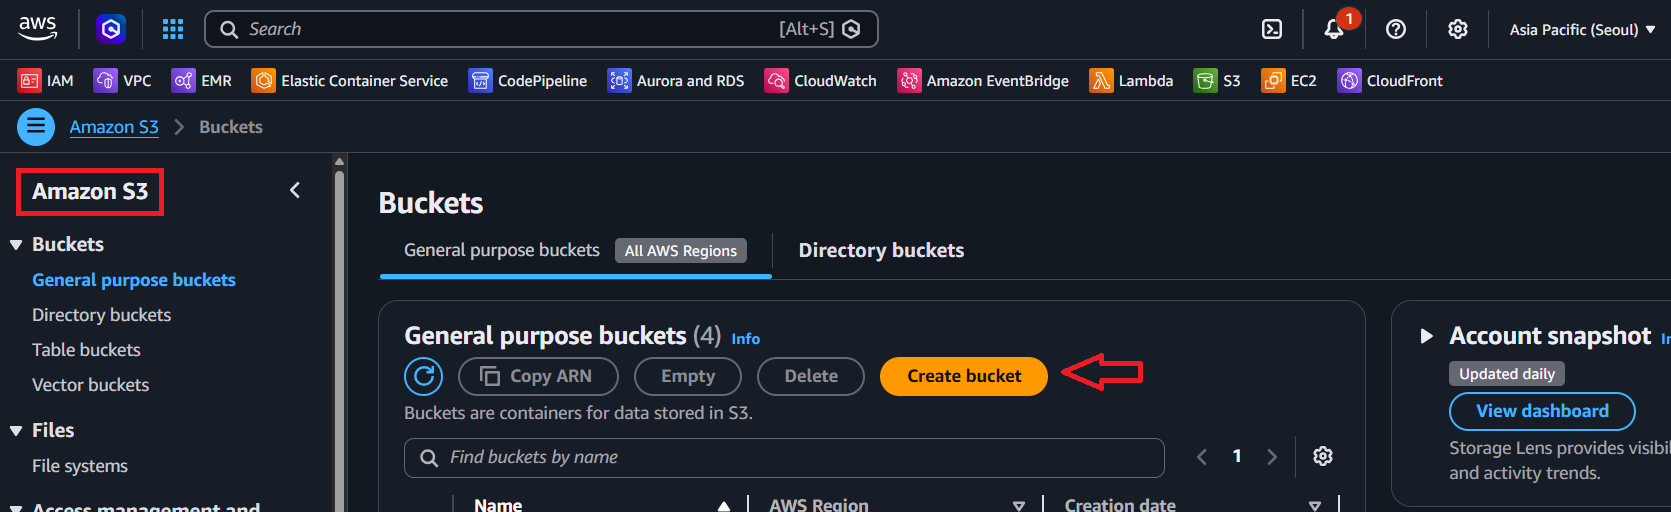 aws
Search [Alt+S]
1
Asia Pacific (Seoul)
IAM VPC EMR Elastic Container Service CodePipeline Aurora and RDS CloudWatch Amazon EventBridge Lambda S3 EC2 CloudFront
Amazon S3 > Buckets
Amazon S3
Buckets
General purpose buckets
Directory buckets
Table buckets
Vector buckets
Files
File systems
Access management and
Buckets
General purpose buckets All AWS Regions Directory buckets
General purpose buckets (4) Info
Copy ARN Empty Delete Create bucket
Buckets are containers for data stored in S3.
Find buckets by name
1
Name AWS Region Creation date
Account snapshot
Updated daily
View dashboard
Storage Lens provides
and activity trends.